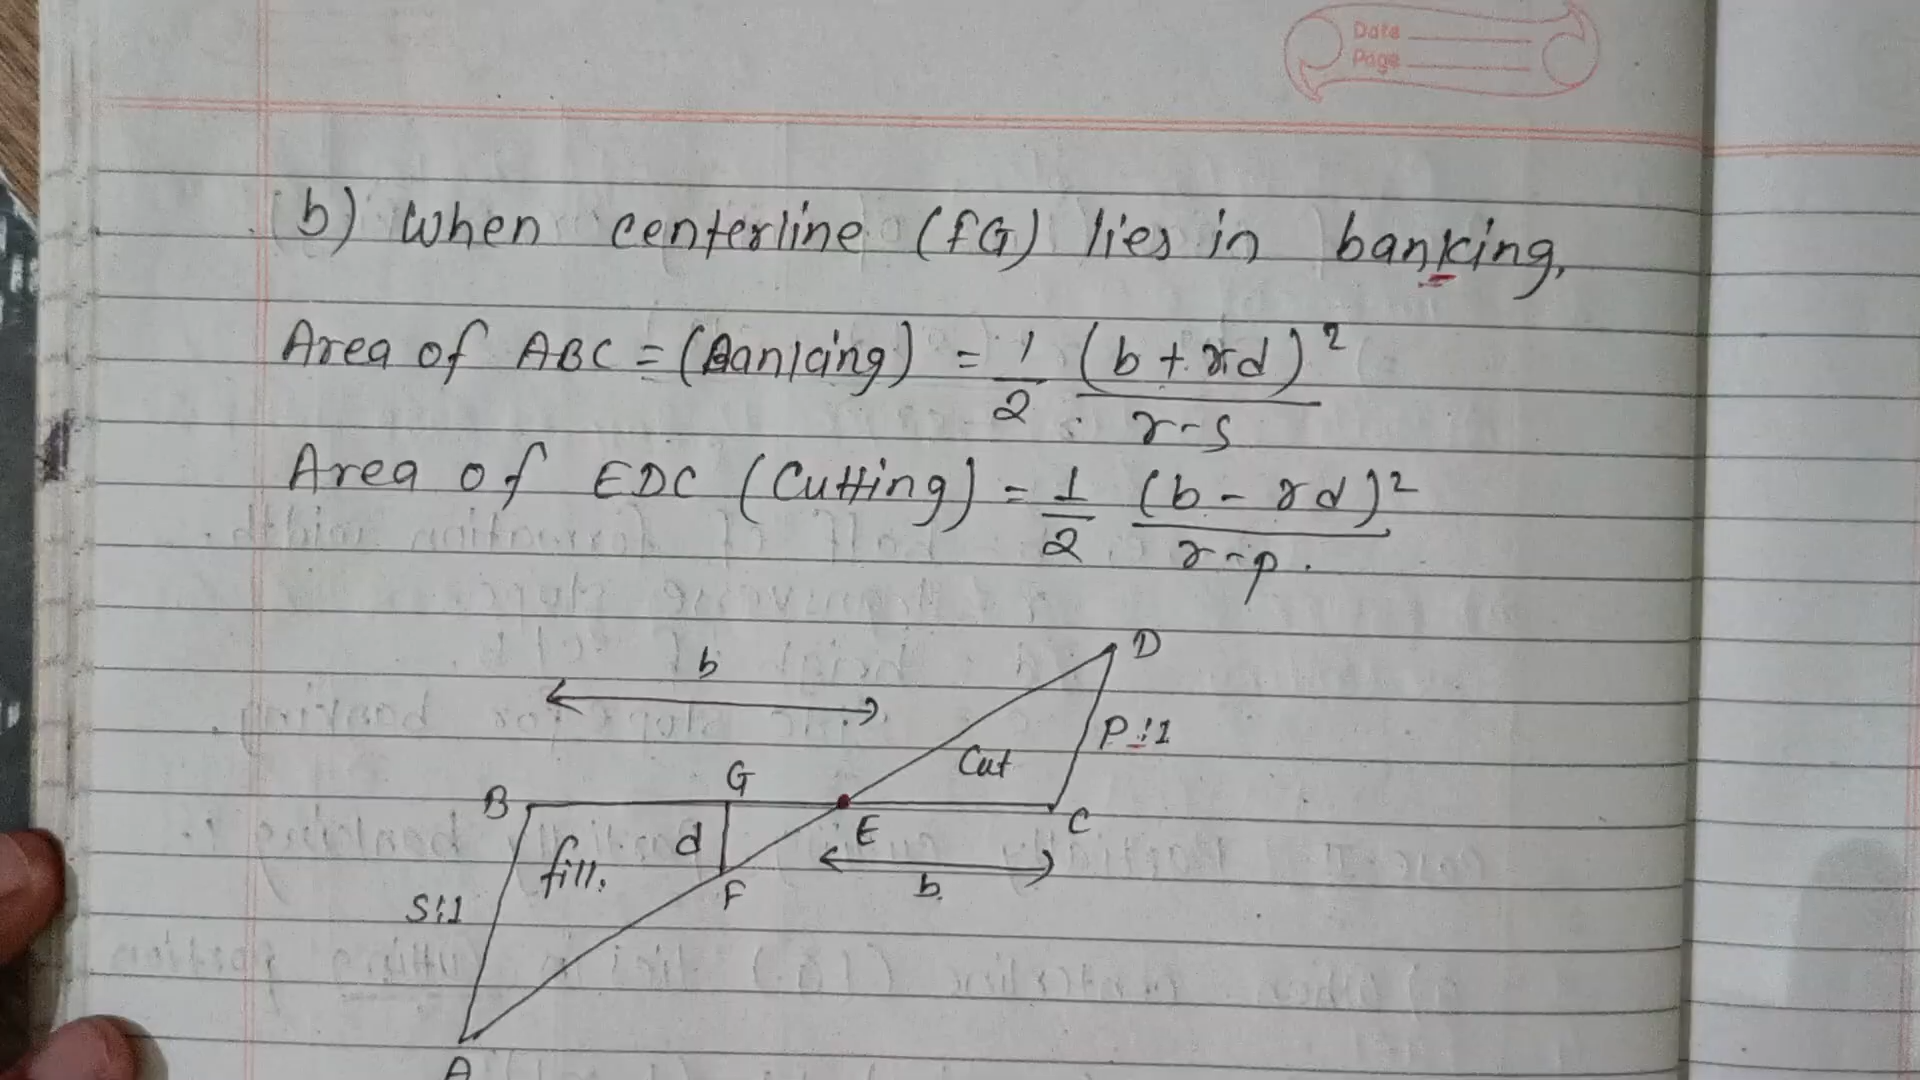 Date
Page
b) When centerline (fG) lies in banking,
Area of ABC = (Banking) = 1/2 (b + rd)²/r-s
Area of EDC (Cutting) = 1/2 (b - rd)²/r-p.
D
b
P:1
Cut
G
B
E
C
d
fill.
F
b
S:1
A